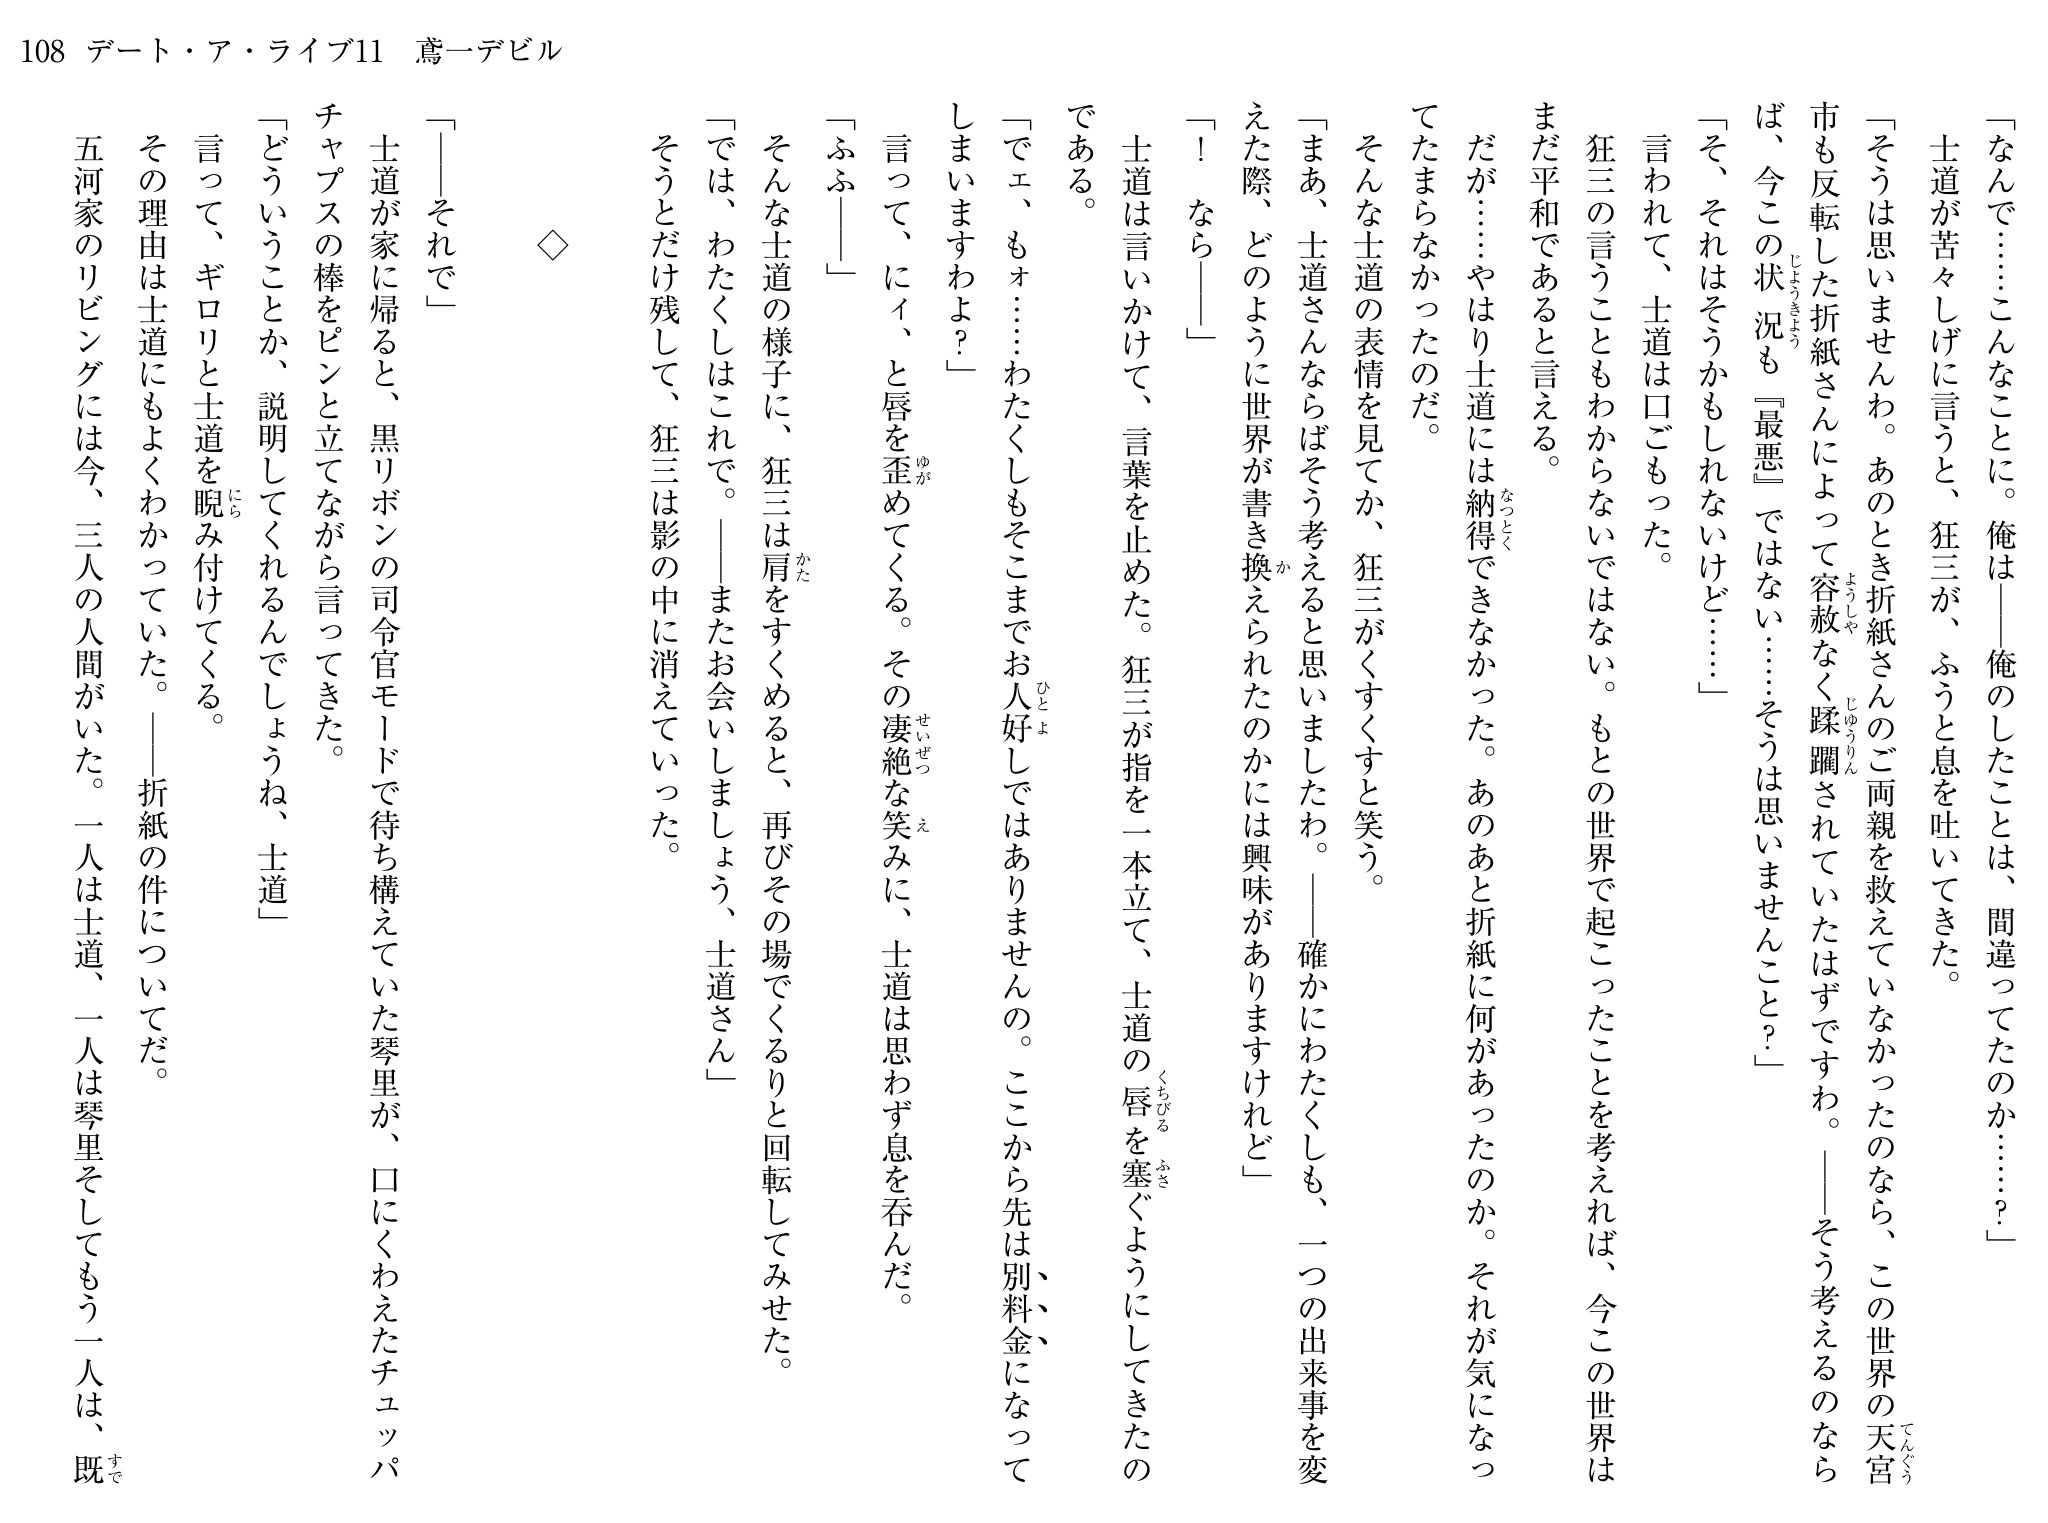 108 デート・ア・ライブ11　鳶一デビル
「なんで……こんなことに。俺は――俺のしたことは、間違ってたのか……?」
　士道が苦々しげに言うと、狂三が、ふうと息を吐いてきた。
「そうは思いませんわ。あのとき折紙さんのご両親を救えていなかったのなら、この世界の天宮
市も反転した折紙さんによって容赦なく蹂躙されていたはずですわ。――そう考えるのなら
ば、今この状況も『最悪』ではない……そうは思いませんこと?」
「そ、それはそうかもしれないけど……」
　言われて、士道は口ごもった。
　狂三の言うこともわからないではない。もとの世界で起こったことを考えれば、今この世界は
まだ平和であると言える。
　だが……やはり士道には納得できなかった。あのあと折紙に何があったのか。それが気になっ
てたまらなかったのだ。
　そんな士道の表情を見てか、狂三がくすくすと笑う。
「まあ、士道さんならばそう考えると思いましたわ。――確かにわたくしも、一つの出来事を変
えた際、どのように世界が書き換えられたのかには興味がありますけれど」
「!　なら――」
　士道は言いかけて、言葉を止めた。狂三が指を一本立て、士道の唇を塞ぐようにしてきたの
である。
「でェ、もォ……わたくしもそこまでお人好しではありませんの。ここから先は別料金になって
しまいますわよ?」
　言って、にィ、と唇を歪めてくる。その凄絶な笑みに、士道は思わず息を呑んだ。
「ふふ――」
　そんな士道の様子に、狂三は肩をすくめると、再びその場でくるりと回転してみせた。
「では、わたくしはこれで。――またお会いしましょう、士道さん」
　そうとだけ残して、狂三は影の中に消えていった。
◇
「――それで」
　士道が家に帰ると、黒リボンの司令官モードで待ち構えていた琴里が、口にくわえたチュッパ
チャプスの棒をピンと立てながら言ってきた。
「どういうことか、説明してくれるんでしょうね、士道」
　言って、ギロリと士道を睨み付けてくる。
　その理由は士道にもよくわかっていた。――折紙の件についてだ。
　五河家のリビングには今、三人の人間がいた。一人は士道、一人は琴里そしてもう一人は、既